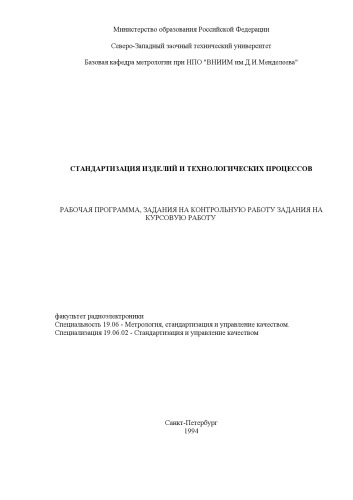 Министерство образования Российской Федерации
Северо-Западный заочный технический университет
Базовая кафедра метрологии при НПО "ВНИИМ им.Д.И.Менделеева"
СТАНДАРТИЗАЦИЯ ИЗДЕЛИЙ И ТЕХНОЛОГИЧЕСКИХ ПРОЦЕССОВ
РАБОЧАЯ ПРОГРАММА, ЗАДАНИЯ НА КОНТРОЛЬНУЮ РАБОТУ ЗАДАНИЯ НА
КУРСОВУЮ РАБОТУ
факультет радиоэлектроники
Специальность 19.06 - Метрология, стандартизация и управление качеством.
Специализация 19.06.02 - Стандартизация и управление качеством
Санкт-Петербург
1994